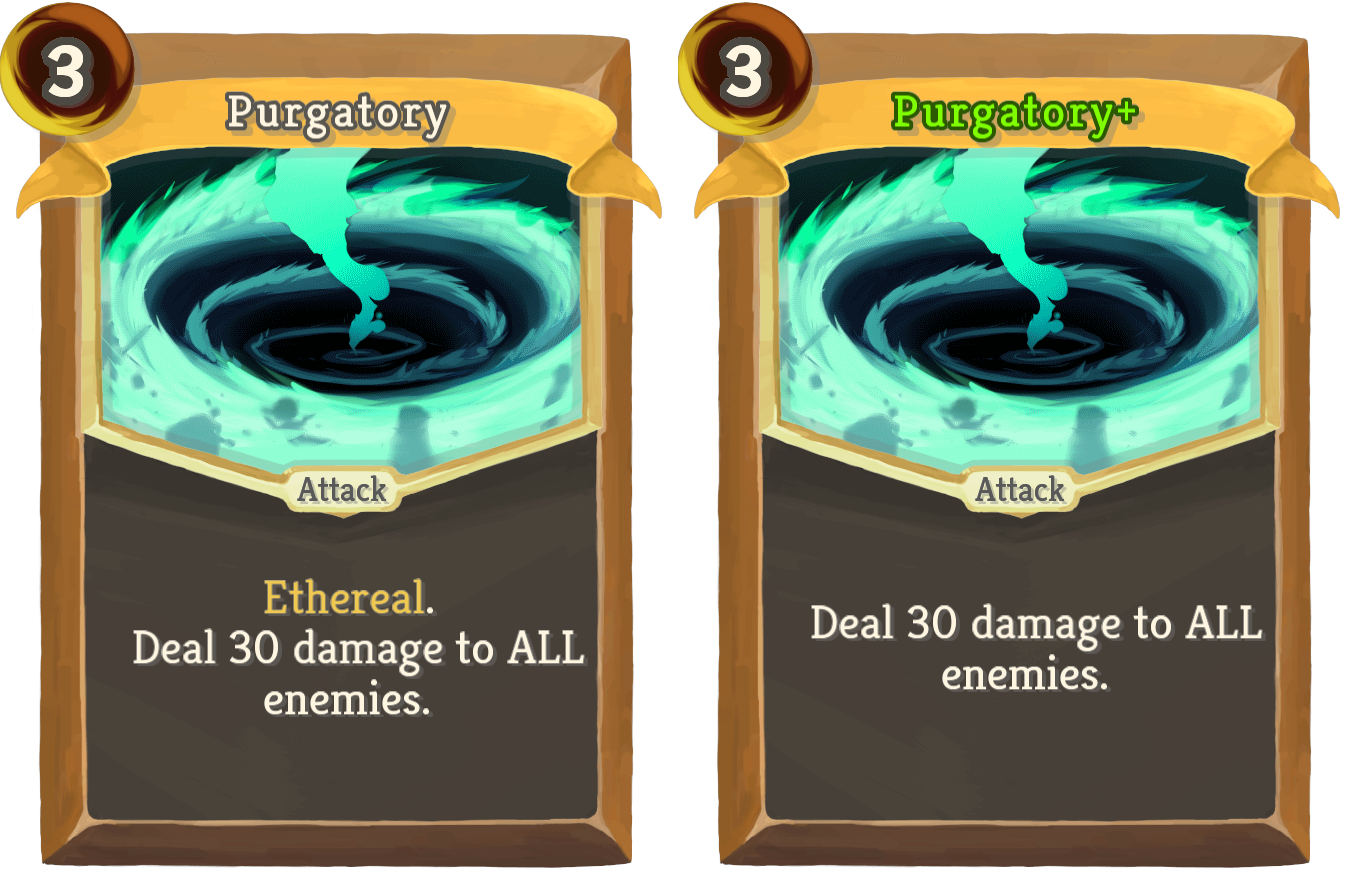 3
Purgatory
Attack
Ethereal.
Deal 30 damage to ALL
enemies.
3
Purgatory+
Attack
Deal 30 damage to ALL
enemies.